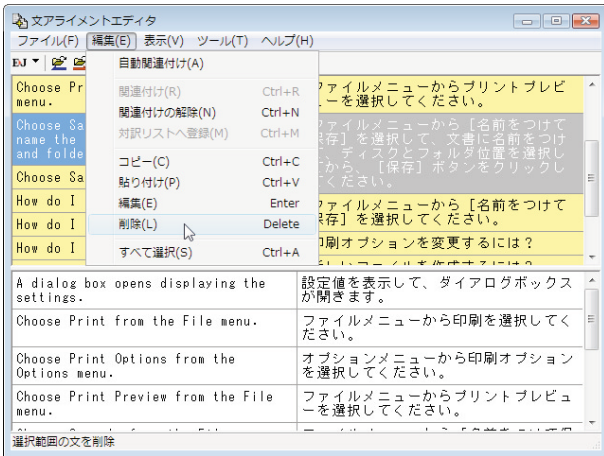 文アライメントエディタ
ファイル(F) 編集(E) 表示(V) ツール(T) ヘルプ(H)
EJ
自動関連付け(A)
関連付け(R) Ctrl+R
関連付けの解除(N) Ctrl+N
対訳リストへ登録(M) Ctrl+M
コピー(C) Ctrl+C
貼り付け(P) Ctrl+V
編集(E) Enter
削除(L) Delete
すべて選択(S) Ctrl+A
Choose Pr
menu.
ファイルメニューからプリントプレビ
ーを選択してください。
Choose Sa
name the
and folde
ファイルメニューから［名前をつけて
保存］を選択して、文書に名前をつけ
、ディスクとフォルダ位置を選択し
から、［保存］ボタンをクリックし
ください。
Choose Sa
ファイルメニューから［名前をつけて
保存］を選択してください。
How do I
How do I
印刷オプションを変更するには？
How do I
A dialog box opens displaying the
settings.
設定値を表示して、ダイアログボックス
が開きます。
Choose Print from the File menu.
ファイルメニューから印刷を選択してく
ださい。
Choose Print Options from the
Options menu.
オプションメニューから印刷オプション
を選択してください。
Choose Print Preview from the File
menu.
ファイルメニューからプリントプレビュ
ーを選択してください。
選択範囲の文を削除